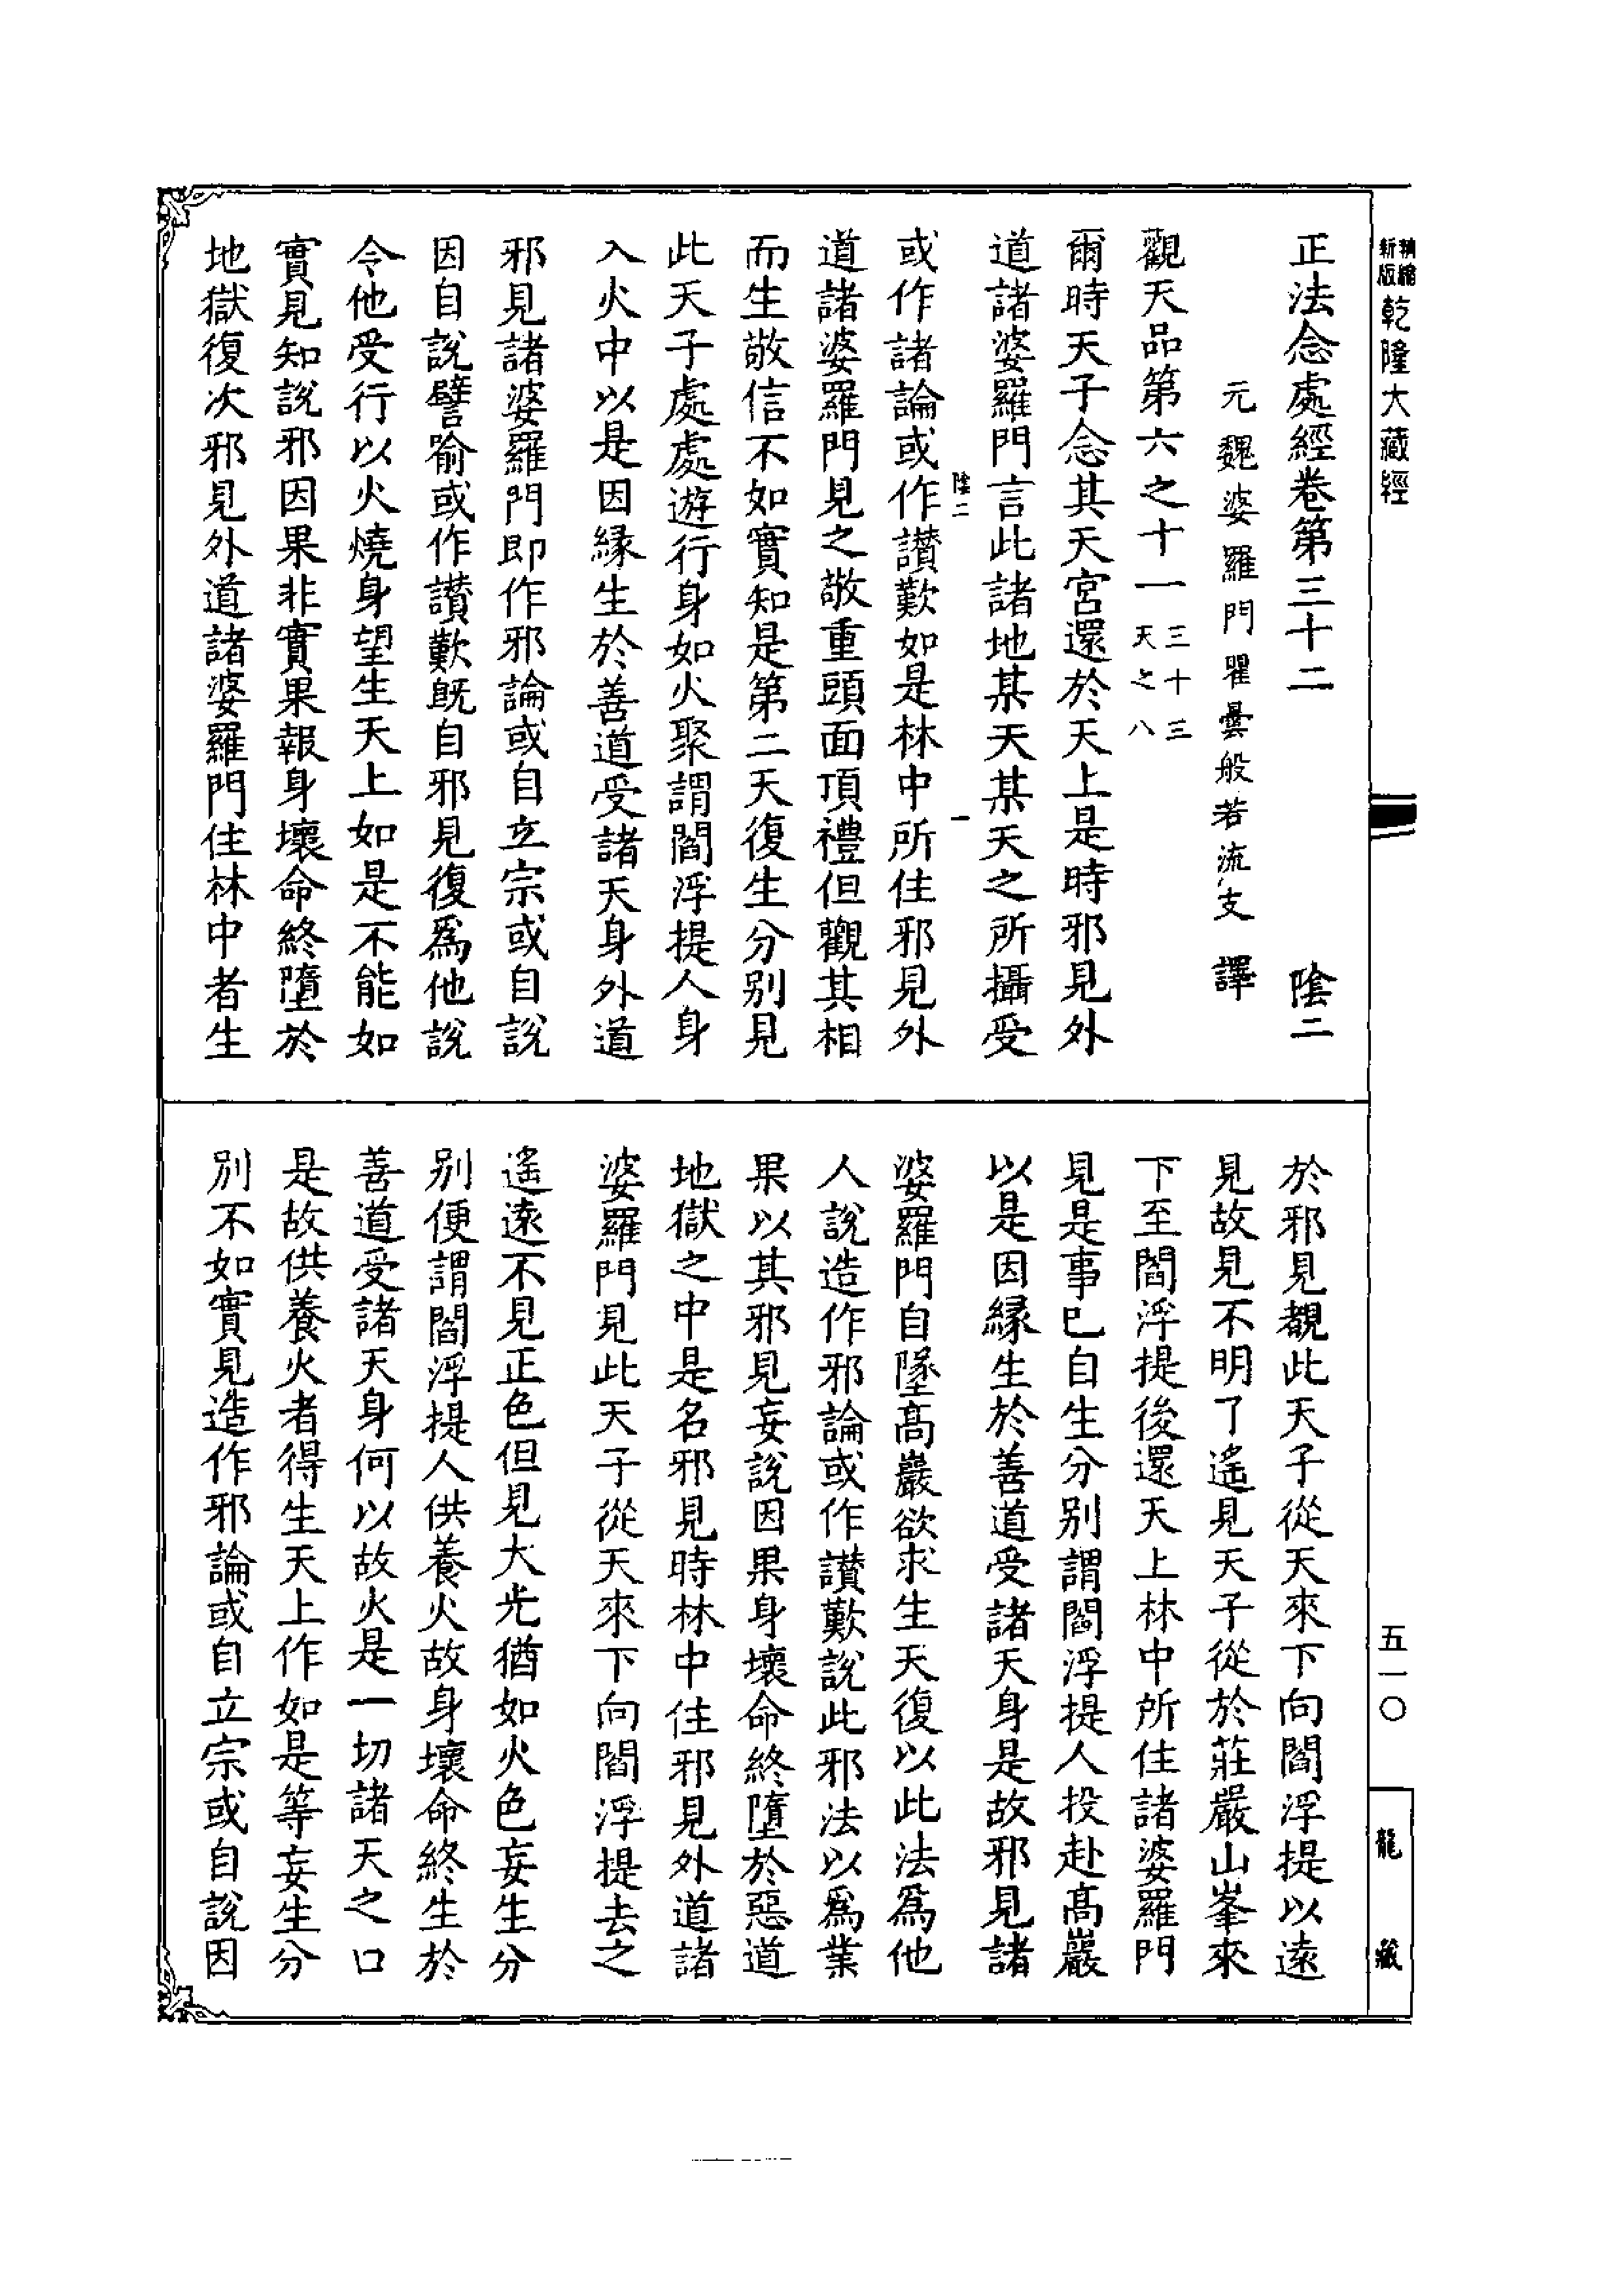 精縮新版乾隆大藏經
正法念處經卷第三十二 陰二
元魏婆羅門瞿曇般若流支 譯
觀天品第六之十一三十三天之八
爾時天子念其天宮還於天上是時邪見外
道諸婆羅門言此諸地某天某天之所攝受
陰二 一
或作諸論或作讃歎如是林中所住邪見外
道諸婆羅門見之敬重頭面頂禮但觀其相
而生敬信不如實知是第二天復生分别見
此天子處處遊行身如火聚謂閻浮提人身
入火中以是因緣生於善道受諸天身外道
邪見諸婆羅門即作邪論或自立宗或自說
因自說譬喻或作讃歎旣自邪見復爲他說
令他受行以火燒身望生天上如是不能如
實見知說邪因果非實果報身壞命終墮於
地獄復次邪見外道諸婆羅門住林中者生
於邪見覩此天子從天來下向閻浮提以遠
見故見不明了遙見天子從於莊嚴山峯來
下至閻浮提後還天上林中所住諸婆羅門
見是事已自生分别謂閻浮提人投赴髙巖
以是因緣生於善道受諸天身是故邪見諸
婆羅門自墜髙巖欲求生天復以此法爲他
人說造作邪論或作讃歎說此邪法以爲業
果以其邪見妄說因果身壞命終墮於惡道
地獄之中是名邪見時林中住邪見外道諸
婆羅門見此天子從天來下向閻浮提去之
遙遠不見正色但見大光猶如火色妄生分
别便謂閻浮提人供養火故身壞命終生於
善道受諸天身何以故火是一切諸天之口
是故供養火者得生天上作如是等妄生分
別不如實見造作邪論或自立宗或自說因
五一〇
龍藏